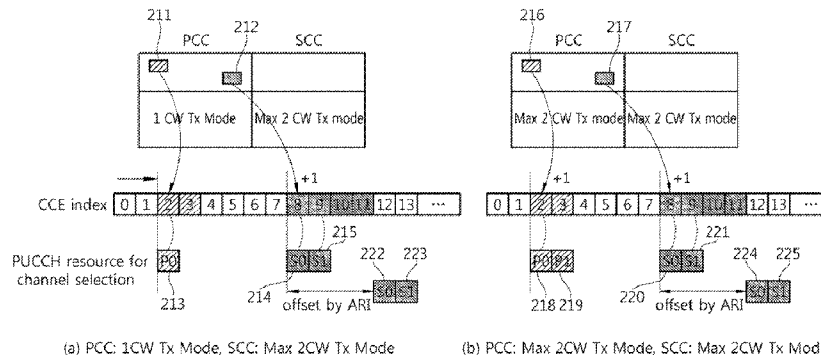 211
212
PCC
SCC
1 CW Tx Mode
Max 2 CW Tx mode
+1
CCE index
0 1 2 3 4 5 6 7 8 9 10 11 12 13 ...
215
222
223
PUCCH resource for
channel selection
P0
S0 S1
S0 S1
213
214
offset by ARI
(a) PCC: 1CW Tx Mode, SCC: Max 2CW Tx Mode
216
217
PCC
SCC
Max 2 CW Tx mode
Max 2 CW Tx mode
+1
+1
0 1 2 3 4 5 6 7 8 9 10 11 12 13 ...
221
224
225
P0 P1
S0 S1
S0 S1
218
219
220
offset by ARI
(b) PCC: Max 2CW Tx Mode, SCC: Max 2CW Tx Mod